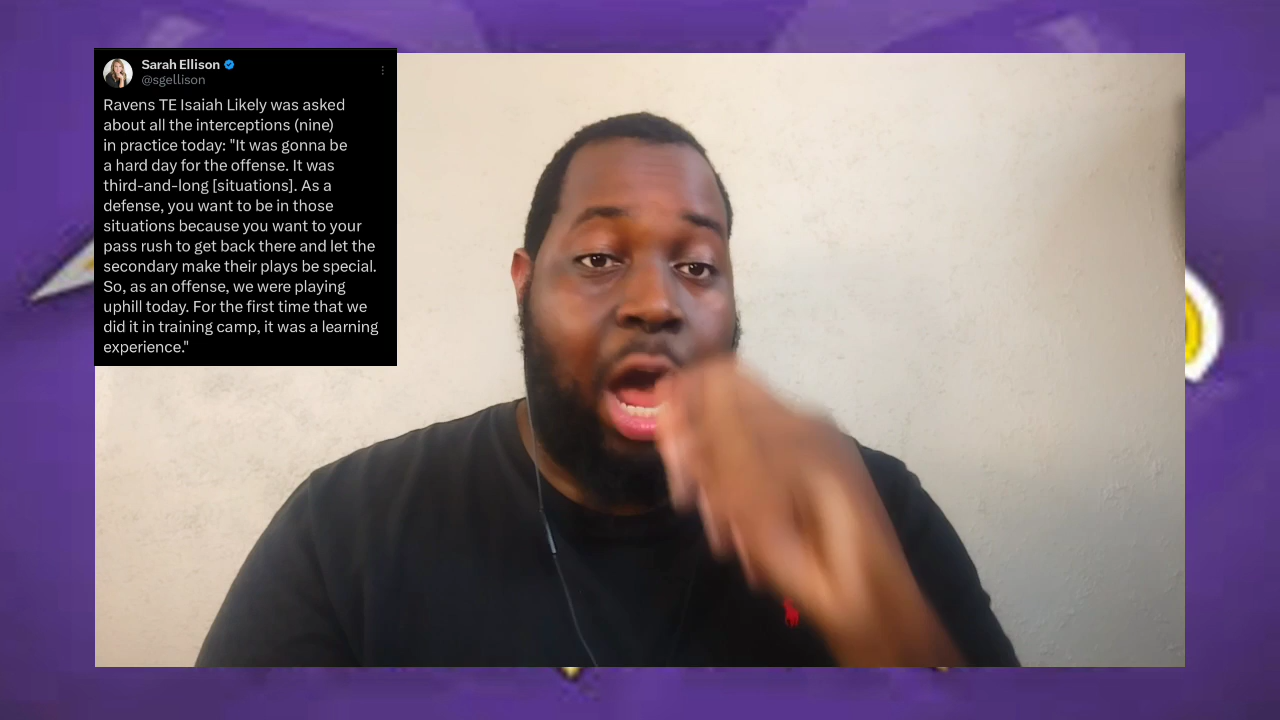 Sarah Ellison
@sgellison
Ravens TE Isaiah Likely was asked
about all the interceptions (nine)
in practice today: "It was gonna be
a hard day for the offense. It was
third-and-long [situations]. As a
defense, you want to be in those
situations because you want to your
pass rush to get back there and let the
secondary make their plays be special.
So, as an offense, we were playing
uphill today. For the first time that we
did it in training camp, it was a learning
experience."